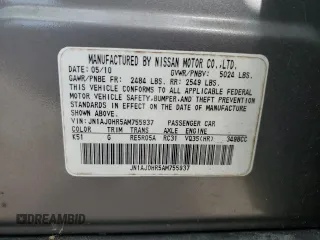 MANUFACTURED BY NISSAN MOTOR CO.,LTD.
DATE: 05/10 GVWR/PNBV: 5024 LBS.
GAWR/PNBE FR: 2484 LBS. RR: 2549 LBS.
THIS VEHICLE CONFORMS TO ALL APPLICABLE FEDERAL
MOTOR VEHICLE SAFETY,BUMPER,AND THEFT PREVENTION
STANDARDS IN EFFECT ON THE DATE OF MANUFACTURE
SHOWN ABOVE.
VIN: JN1AJ0HR5AM755937 PASSENGER CAR
COLOR TRIM TRANS AXLE ENGINE
K51 G RE5R05A RC31 VQ35(HR) 3498CC
JN1AJ0HR5AM755937
© AUTOBIDMASTER